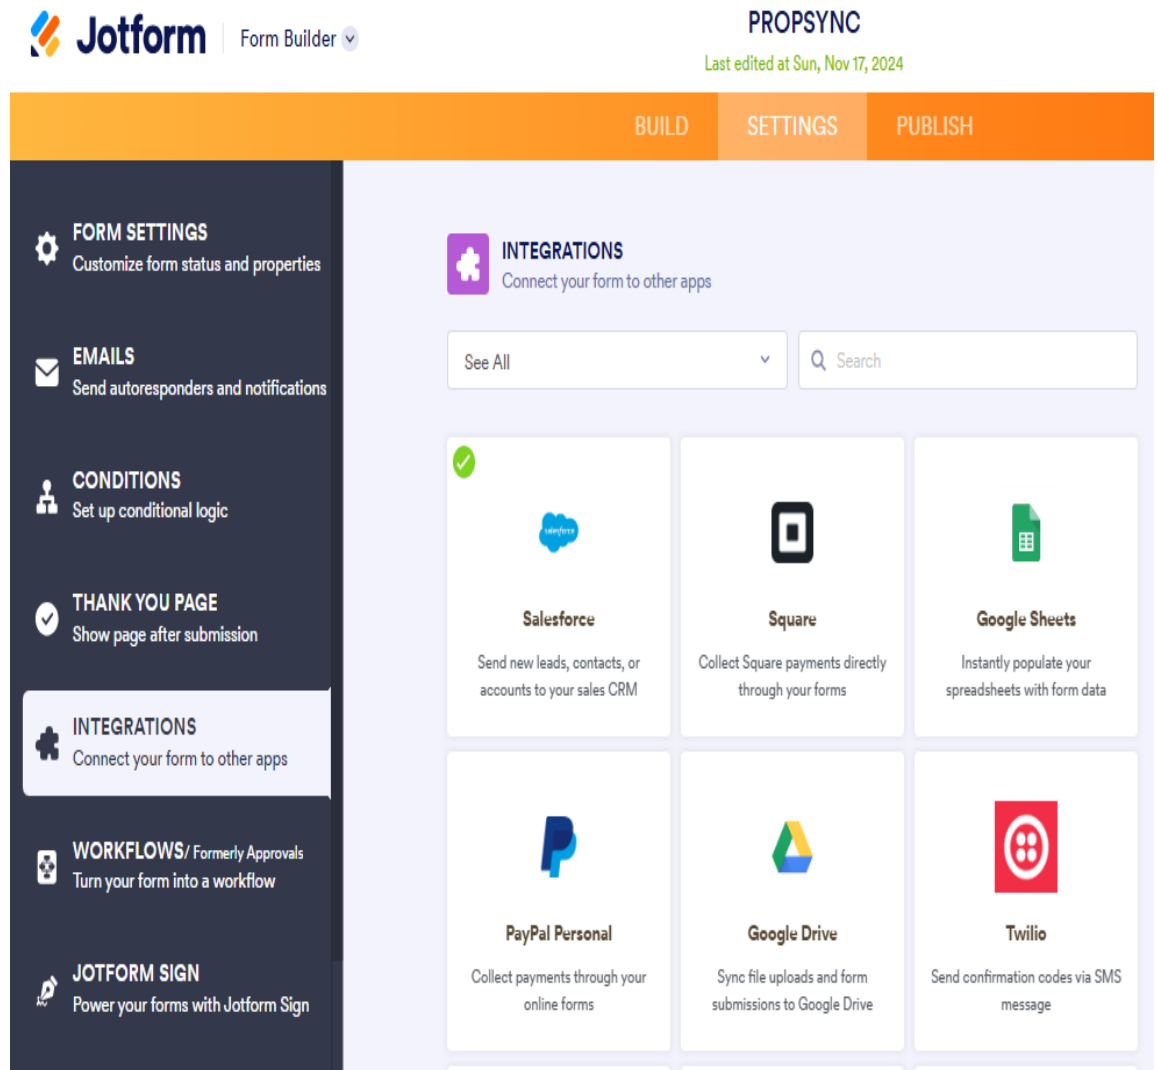 Jotform
Form Builder
PROPSYNC
Last edited at Sun, Nov 17, 2024
BUILD
SETTINGS
PUBLISH
FORM SETTINGS
Customize form status and properties
EMAILS
Send autoresponders and notifications
CONDITIONS
Set up conditional logic
THANK YOU PAGE
Show page after submission
INTEGRATIONS
Connect your form to other apps
WORKFLOWS/ Formerly Approvals
Turn your form into a workflow
JOTFORM SIGN
Power your forms with Jotform Sign
INTEGRATIONS
Connect your form to other apps
See All
Search
salesforce
Salesforce
Send new leads, contacts, or
accounts to your sales CRM
Square
Collect Square payments directly
through your forms
Google Sheets
Instantly populate your
spreadsheets with form data
PayPal Personal
Collect payments through your
online forms
Google Drive
Sync file uploads and form
submissions to Google Drive
Twilio
Send confirmation codes via SMS
message